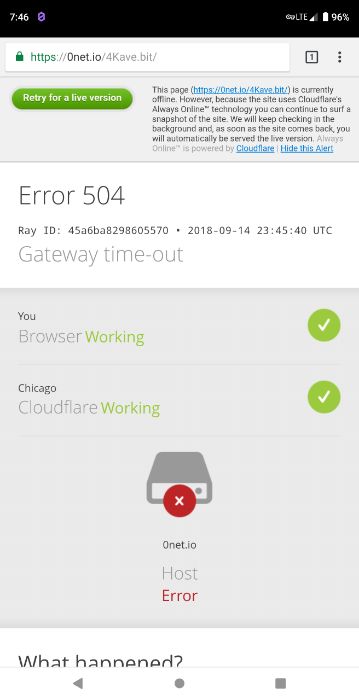 7:46 LTE 96%
https://0net.io/4Kave.bit/ 1
Retry for a live version
This page (https://0net.io/4Kave.bit/) is currently
offline. However, because the site uses Cloudflare's
Always Online™ technology you can continue to surf a
snapshot of the site. We will keep checking in the
background and, as soon as the site comes back, you
will automatically be served the live version. Always
Online™ is powered by Cloudflare | Hide this Alert
Error 504
Ray ID: 45a6ba8298605570 • 2018-09-14 23:45:40 UTC
Gateway time-out
You
Browser Working
Chicago
Cloudflare Working
0net.io
Host
Error
What happened?